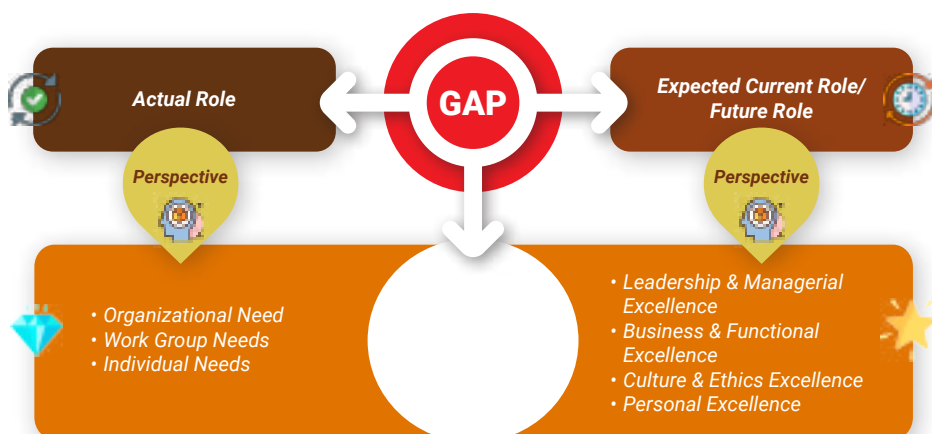 Actual Role
GAP
Expected Current Role/
Future Role
Perspective
Perspective
• Organizational Need
• Work Group Needs
• Individual Needs
• Leadership & Managerial
Excellence
• Business & Functional
Excellence
• Culture & Ethics Excellence
• Personal Excellence